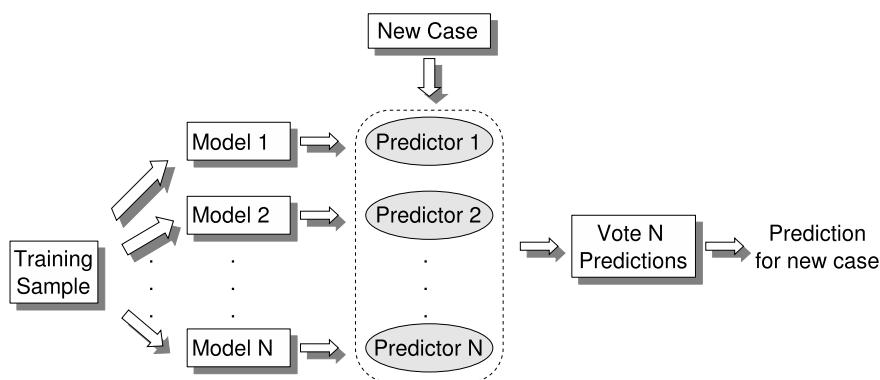 New Case
Model 1
Predictor 1
Model 2
Predictor 2
Training
Sample
Vote N
Predictions
Prediction
for new case
Model N
Predictor N